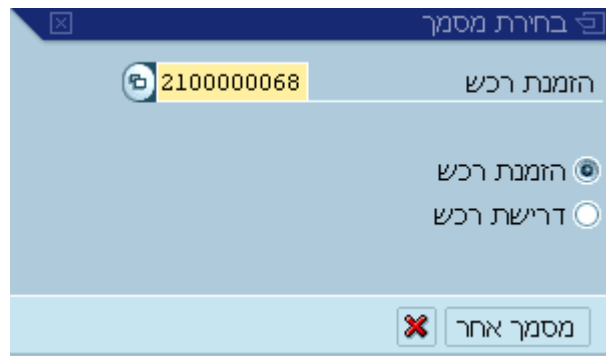 בחירת מסמך
הזמנת רכש 2100000068
הזמנת רכש
דרישת רכש
מסמך אחר